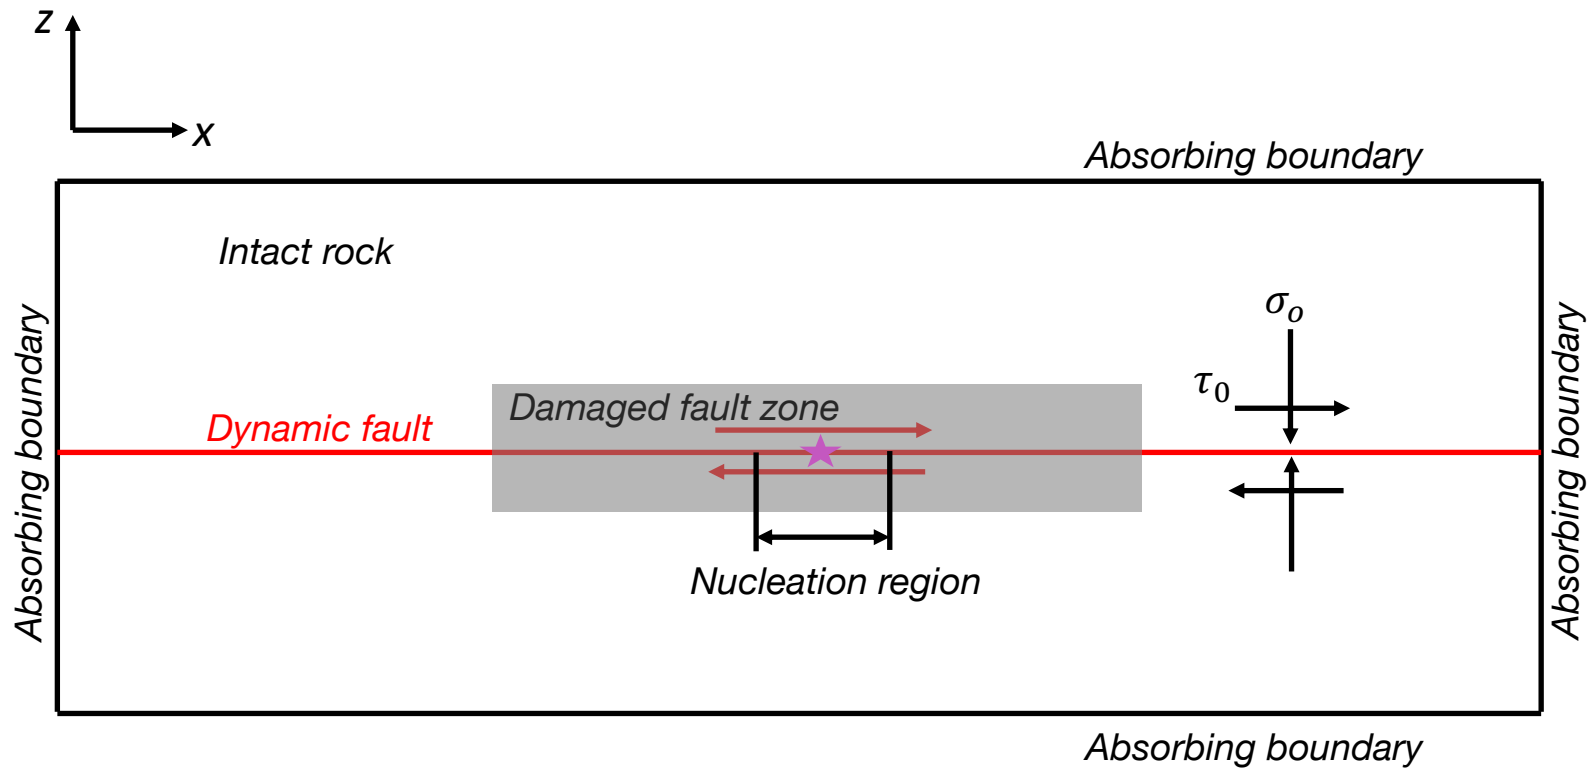 z
x
Absorbing boundary
Intact rock
Absorbing boundary
σₒ
τ₀
Damaged fault zone
Dynamic fault
Absorbing boundary
Nucleation region
Absorbing boundary